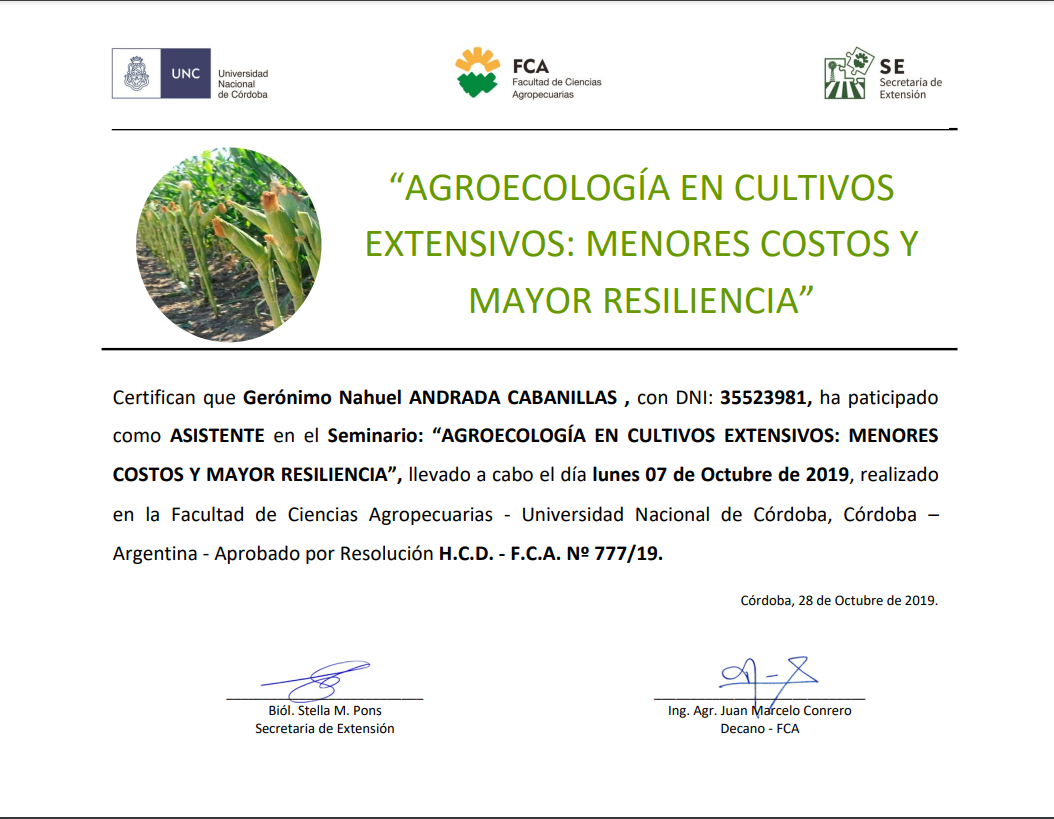 UNC
Universidad
Nacional
de Córdoba
FCA
Facultad de Ciencias
Agropecuarias
SE
Secretaría de
Extensión
“AGROECOLOGÍA EN CULTIVOS
EXTENSIVOS: MENORES COSTOS Y
MAYOR RESILIENCIA”
Certifican que Gerónimo Nahuel ANDRADA CABANILLAS , con DNI: 35523981, ha paticipado
como ASISTENTE en el Seminario: “AGROECOLOGÍA EN CULTIVOS EXTENSIVOS: MENORES
COSTOS Y MAYOR RESILIENCIA”, llevado a cabo el día lunes 07 de Octubre de 2019, realizado
en la Facultad de Ciencias Agropecuarias - Universidad Nacional de Córdoba, Córdoba –
Argentina - Aprobado por Resolución H.C.D. - F.C.A. Nº 777/19.
Córdoba, 28 de Octubre de 2019.
Biól. Stella M. Pons
Secretaria de Extensión
Ing. Agr. Juan Marcelo Conrero
Decano - FCA